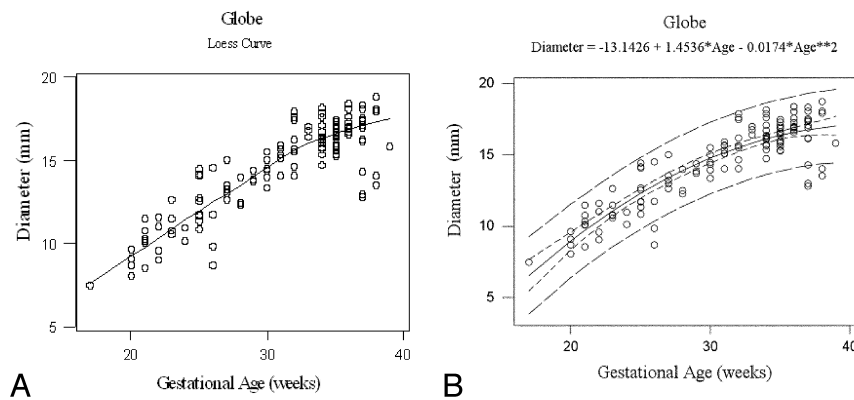 Globe
Loess Curve
20
15
10
5
20
30
40
Diameter (mm)
Gestational Age (weeks)
A
Globe
Diameter = -13.1426 + 1.4536*Age - 0.0174*Age**2
20
15
10
5
20
30
40
Diameter (mm)
Gestational Age (weeks)
B